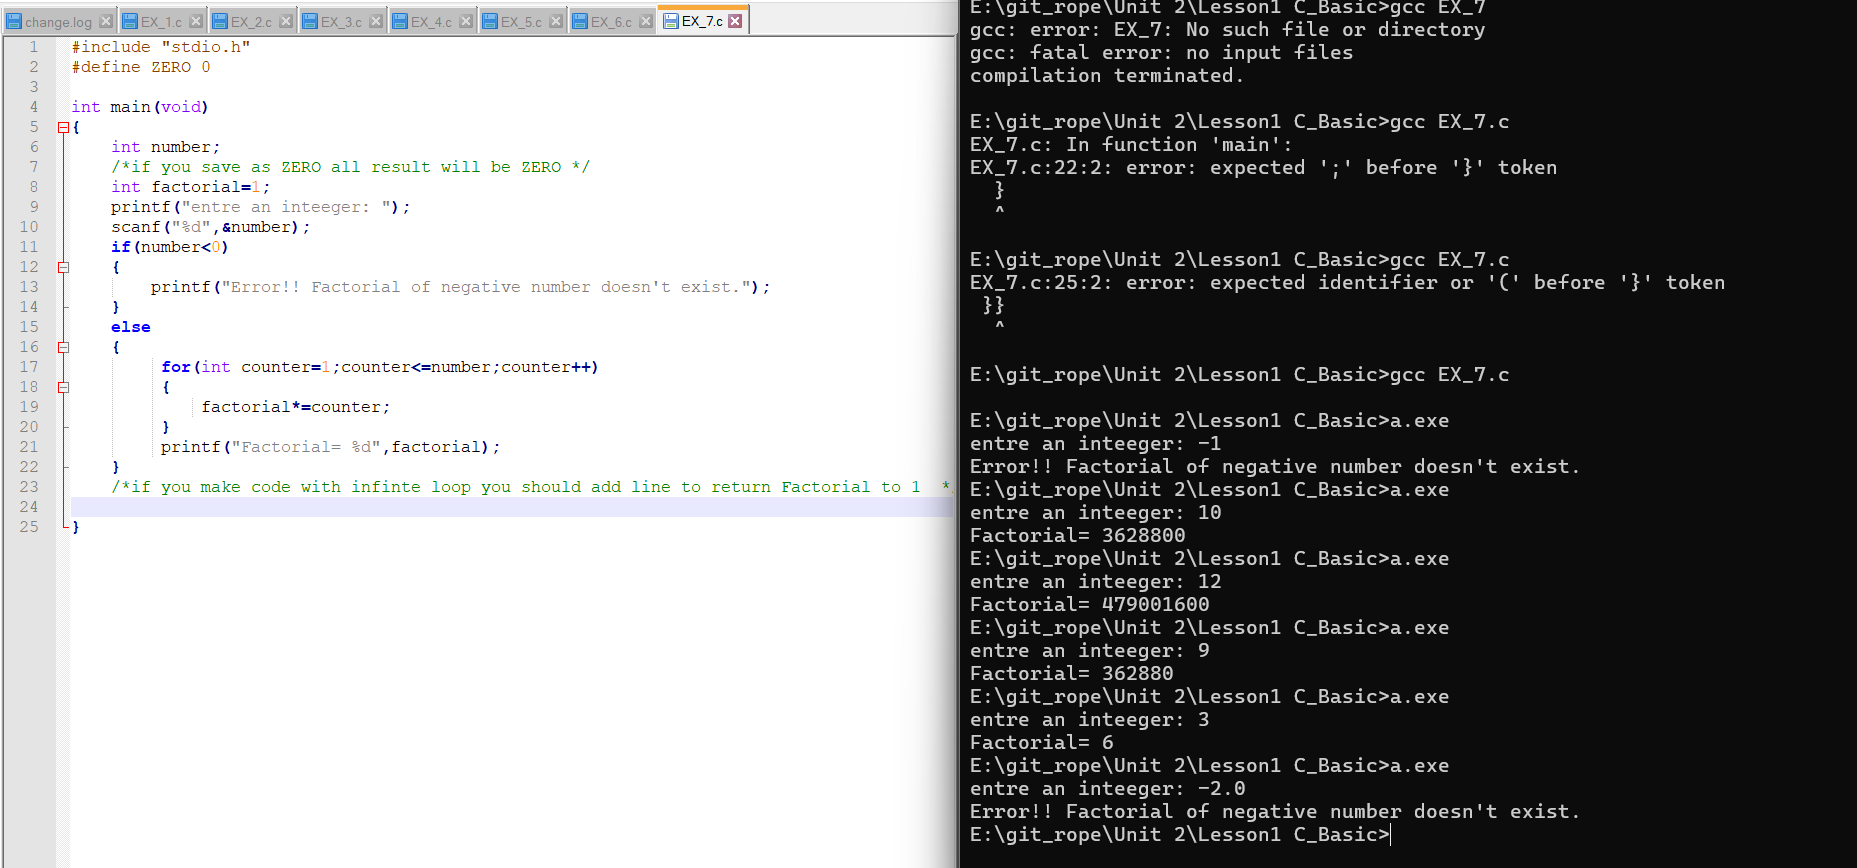 change.log EX_1.c EX_2.c EX_3.c EX_4.c EX_5.c EX_6.c EX_7.c
1 #include "stdio.h"
2 #define ZERO 0
3
4 int main(void)
5 {
6 int number;
7 /*if you save as ZERO all result will be ZERO */
8 int factorial=1;
9 printf("entre an inteeger: ");
10 scanf("%d",&number);
11 if(number<0)
12 {
13 printf("Error!! Factorial of negative number doesn't exist.");
14 }
15 else
16 {
17 for(int counter=1;counter<=number;counter++)
18 {
19 factorial*=counter;
20 }
21 printf("Factorial= %d",factorial);
22 }
23 /*if you make code with infinte loop you should add line to return Factorial to 1 *
24
25 }
E:\git_rope\Unit 2\Lesson1 C_Basic>gcc EX_7
gcc: error: EX_7: No such file or directory
gcc: fatal error: no input files
compilation terminated.
E:\git_rope\Unit 2\Lesson1 C_Basic>gcc EX_7.c
EX_7.c: In function 'main':
EX_7.c:22:2: error: expected ';' before '}' token
}
^
E:\git_rope\Unit 2\Lesson1 C_Basic>gcc EX_7.c
EX_7.c:25:2: error: expected identifier or '(' before '}' token
}}
^
E:\git_rope\Unit 2\Lesson1 C_Basic>gcc EX_7.c
E:\git_rope\Unit 2\Lesson1 C_Basic>a.exe
entre an inteeger: -1
Error!! Factorial of negative number doesn't exist.
E:\git_rope\Unit 2\Lesson1 C_Basic>a.exe
entre an inteeger: 10
Factorial= 3628800
E:\git_rope\Unit 2\Lesson1 C_Basic>a.exe
entre an inteeger: 12
Factorial= 479001600
E:\git_rope\Unit 2\Lesson1 C_Basic>a.exe
entre an inteeger: 9
Factorial= 362880
E:\git_rope\Unit 2\Lesson1 C_Basic>a.exe
entre an inteeger: 3
Factorial= 6
E:\git_rope\Unit 2\Lesson1 C_Basic>a.exe
entre an inteeger: -2.0
Error!! Factorial of negative number doesn't exist.
E:\git_rope\Unit 2\Lesson1 C_Basic>